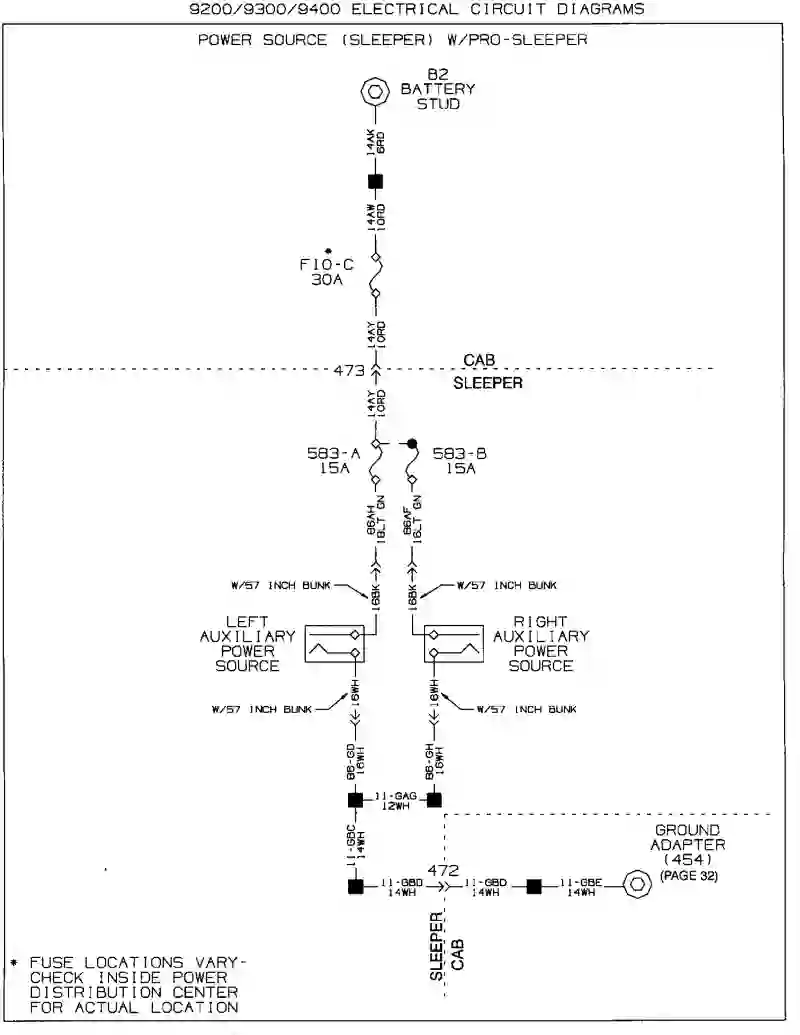 9200/9300/9400 ELECTRICAL CIRCUIT DIAGRAMS
POWER SOURCE (SLEEPER) W/PRO-SLEEPER
B2
BATTERY
STUD
14AK
6RD
14AW
10RD
*
F10-C
30A
14AY
10RD
473
CAB
SLEEPER
14AY
10RD
583-A
15A
583-B
15A
86AH
18LT GN
86AF
16LT GN
W/57 INCH BUNK
16BK
16BK
W/57 INCH BUNK
LEFT
AUXILIARY
POWER
SOURCE
RIGHT
AUXILIARY
POWER
SOURCE
W/57 INCH BUNK
16WH
16WH
W/57 INCH BUNK
86-GD
16WH
86-GH
16WH
11-GAG
12WH
11-GBC
14WH
11-GBD
14WH
472
11-GBD
14WH
11-GBE
14WH
GROUND
ADAPTER
(454)
(PAGE 32)
SLEEPER
CAB
* FUSE LOCATIONS VARY-
CHECK INSIDE POWER
DISTRIBUTION CENTER
FOR ACTUAL LOCATION